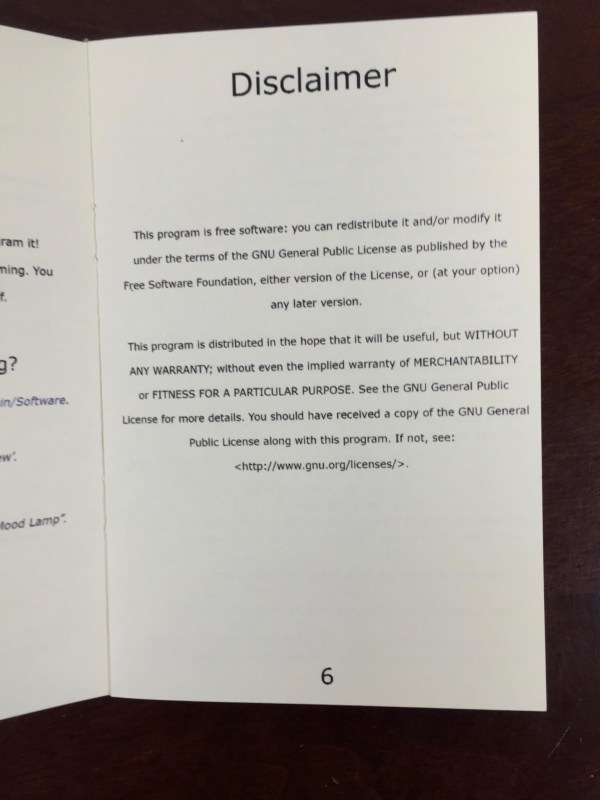 ram it!
ning. You
f.
g?
in/Software.
ew'.
Mood Lamp".
Disclaimer
This program is free software: you can redistribute it and/or modify it
under the terms of the GNU General Public License as published by the
Free Software Foundation, either version of the License, or (at your option)
any later version.
This program is distributed in the hope that it will be useful, but WITHOUT
ANY WARRANTY; without even the implied warranty of MERCHANTABILITY
or FITNESS FOR A PARTICULAR PURPOSE. See the GNU General Public
License for more details. You should have received a copy of the GNU General
Public License along with this program. If not, see:
<http://www.gnu.org/licenses/>.
6